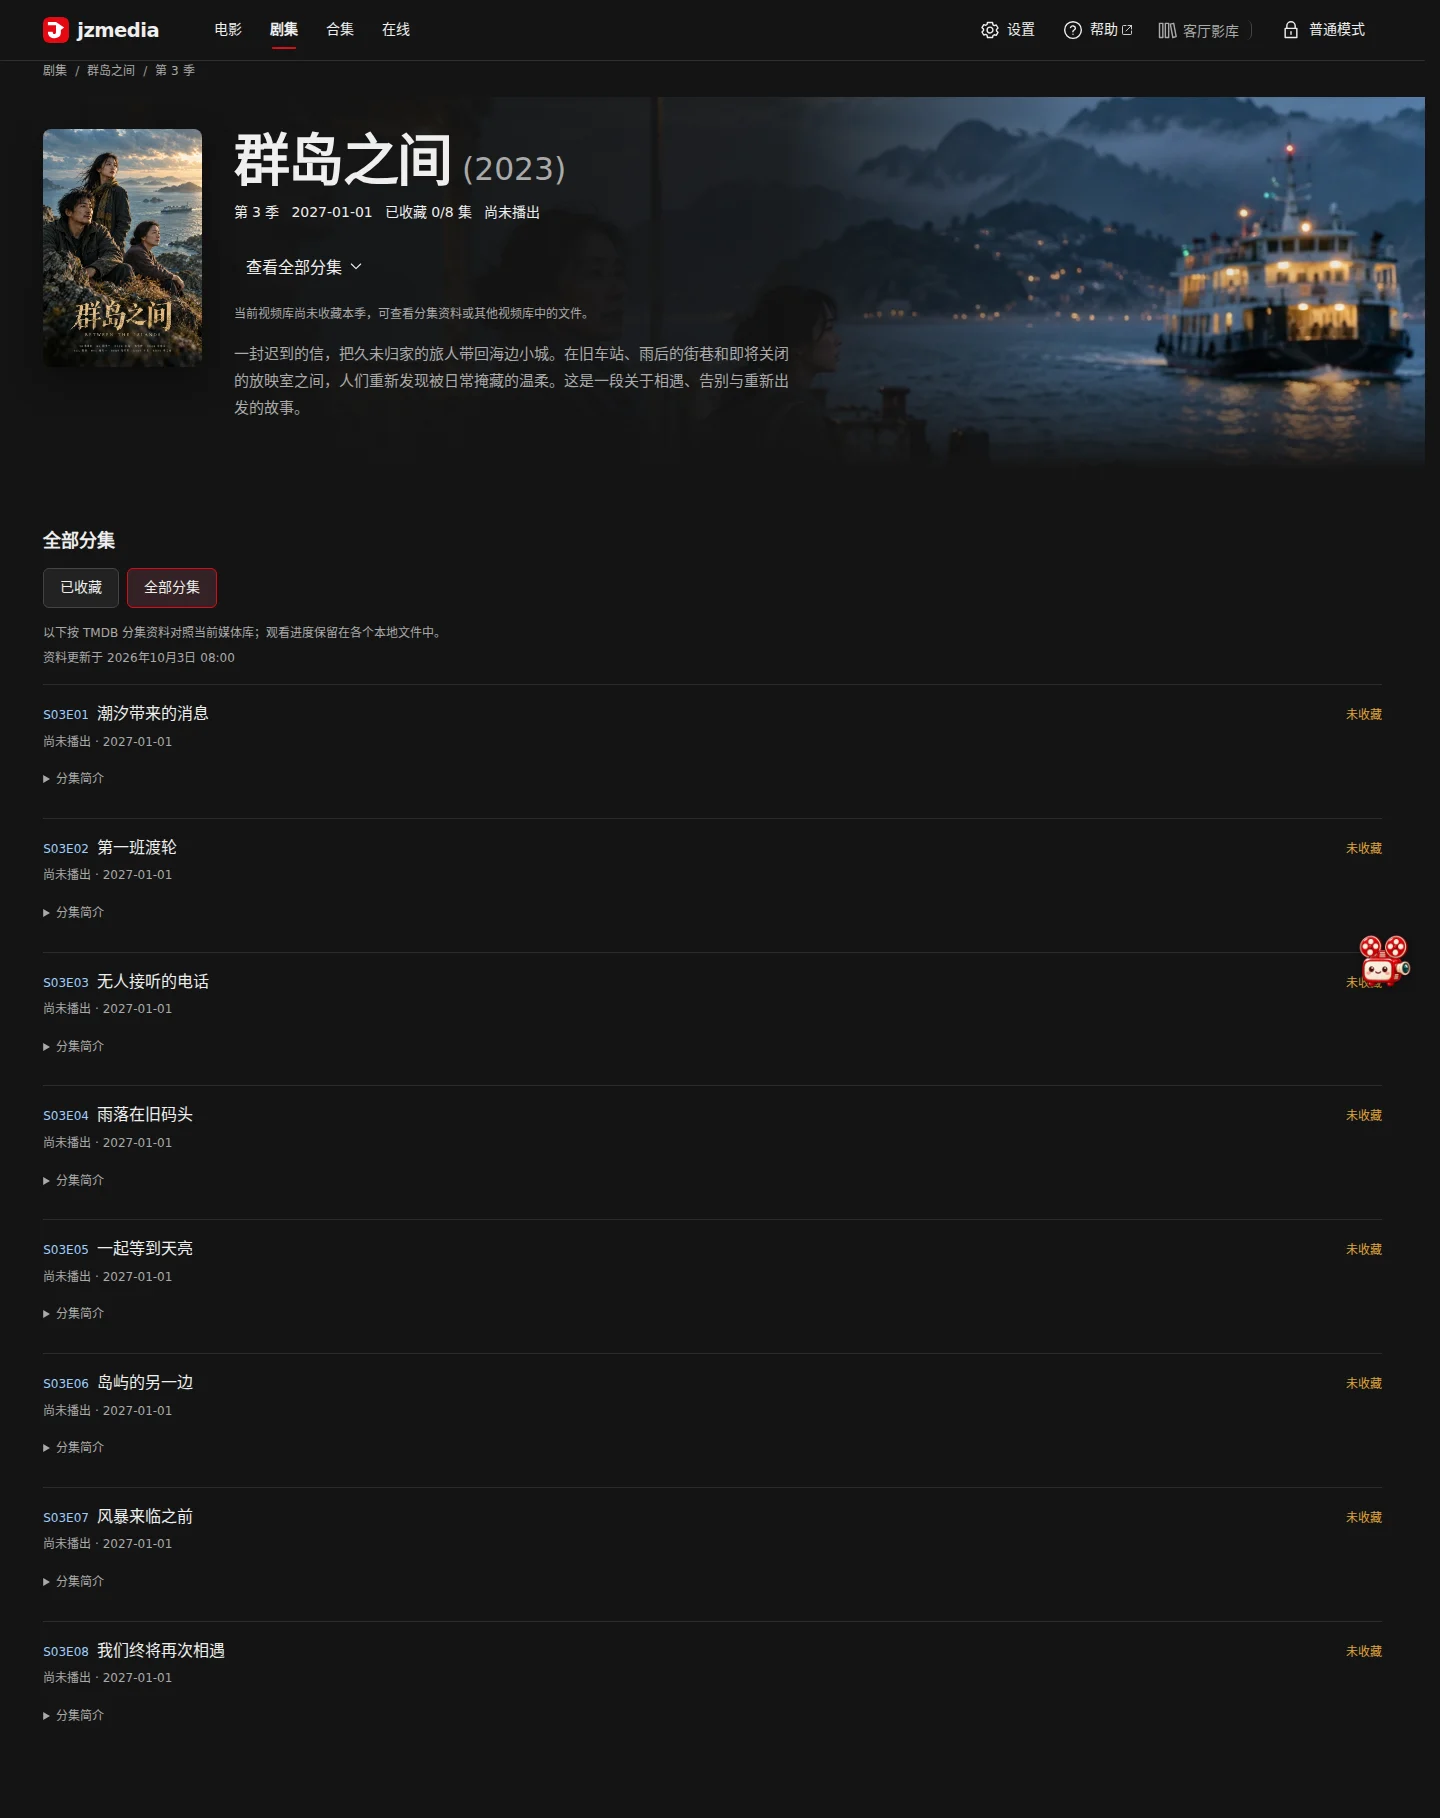 jzmedia 电影 剧集 合集 在线 设置 帮助 客厅影库 普通模式
剧集 / 群岛之间 / 第 3 季
群岛之间 (2023)
第 3 季 2027-01-01 已收藏 0/8 集 尚未播出
查看全部分集
当前视频库尚未收藏本季，可查看分集资料或其他视频库中的文件。
一封迟到的信，把久未归家的旅人带回海边小城。在旧车站、雨后的街巷和即将关闭
的放映室之间，人们重新发现被日常掩藏的温柔。这是一段关于相遇、告别与重新出
发的故事。
群岛之间
BETWEEN THE ISLANDS
全部分集
已收藏 全部分集
以下按 TMDB 分集资料对照当前媒体库；观看进度保留在各个本地文件中。
资料更新于 2026年10月3日 08:00
S03E01 潮汐带来的消息 未收藏
尚未播出 · 2027-01-01
分集简介
S03E02 第一班渡轮 未收藏
尚未播出 · 2027-01-01
分集简介
S03E03 无人接听的电话 未收藏
尚未播出 · 2027-01-01
分集简介
S03E04 雨落在旧码头 未收藏
尚未播出 · 2027-01-01
分集简介
S03E05 一起等到天亮 未收藏
尚未播出 · 2027-01-01
分集简介
S03E06 岛屿的另一边 未收藏
尚未播出 · 2027-01-01
分集简介
S03E07 风暴来临之前 未收藏
尚未播出 · 2027-01-01
分集简介
S03E08 我们终将再次相遇 未收藏
尚未播出 · 2027-01-01
分集简介